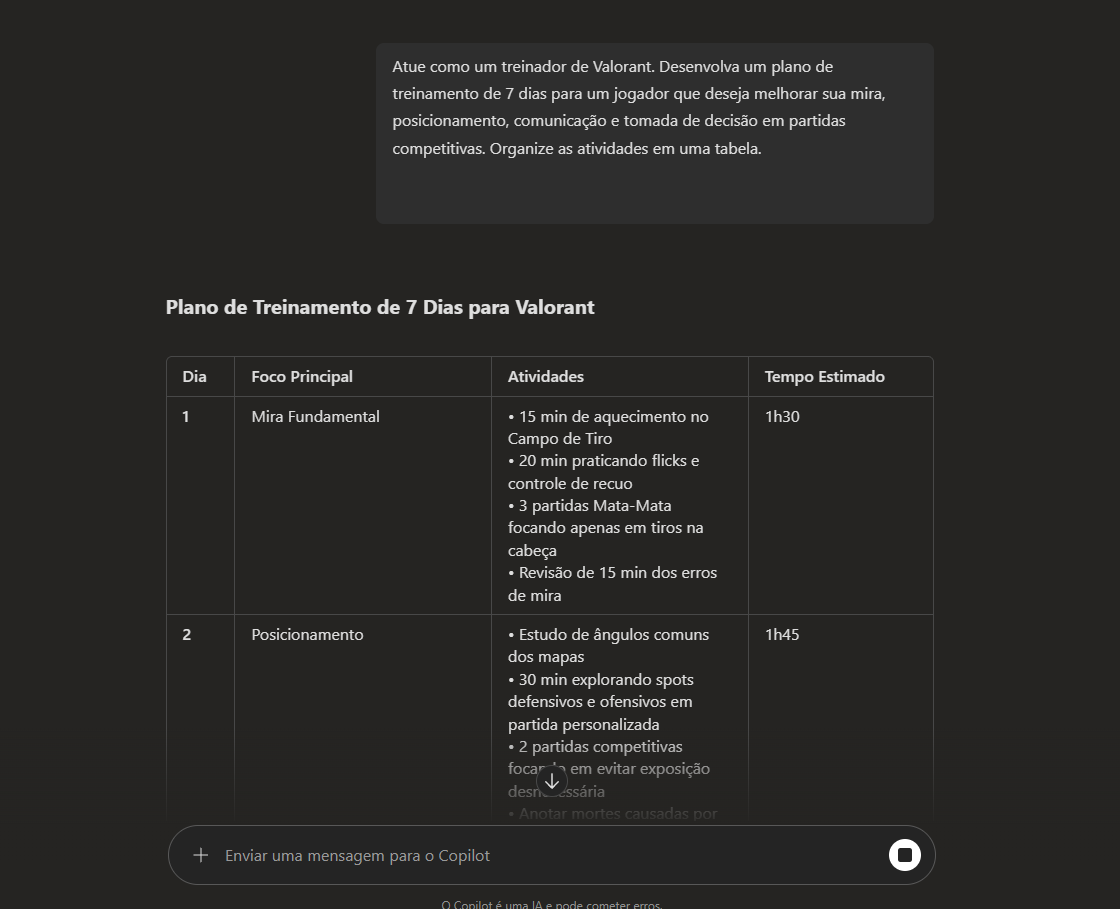 Atue como um treinador de Valorant. Desenvolva um plano de
treinamento de 7 dias para um jogador que deseja melhorar sua mira,
posicionamento, comunicação e tomada de decisão em partidas
competitivas. Organize as atividades em uma tabela.
Plano de Treinamento de 7 Dias para Valorant
Dia
Foco Principal
Atividades
Tempo Estimado
1
Mira Fundamental
• 15 min de aquecimento no
Campo de Tiro
• 20 min praticando flicks e
controle de recuo
• 3 partidas Mata-Mata
focando apenas em tiros na
cabeça
• Revisão de 15 min dos erros
de mira
1h30
2
Posicionamento
• Estudo de ângulos comuns
dos mapas
• 30 min explorando spots
defensivos e ofensivos em
partida personalizada
• 2 partidas competitivas
focando em evitar exposição
desnecessária
• Anotar mortes causadas por
1h45
Enviar uma mensagem para o Copilot
O Copilot é uma IA e pode cometer erros.